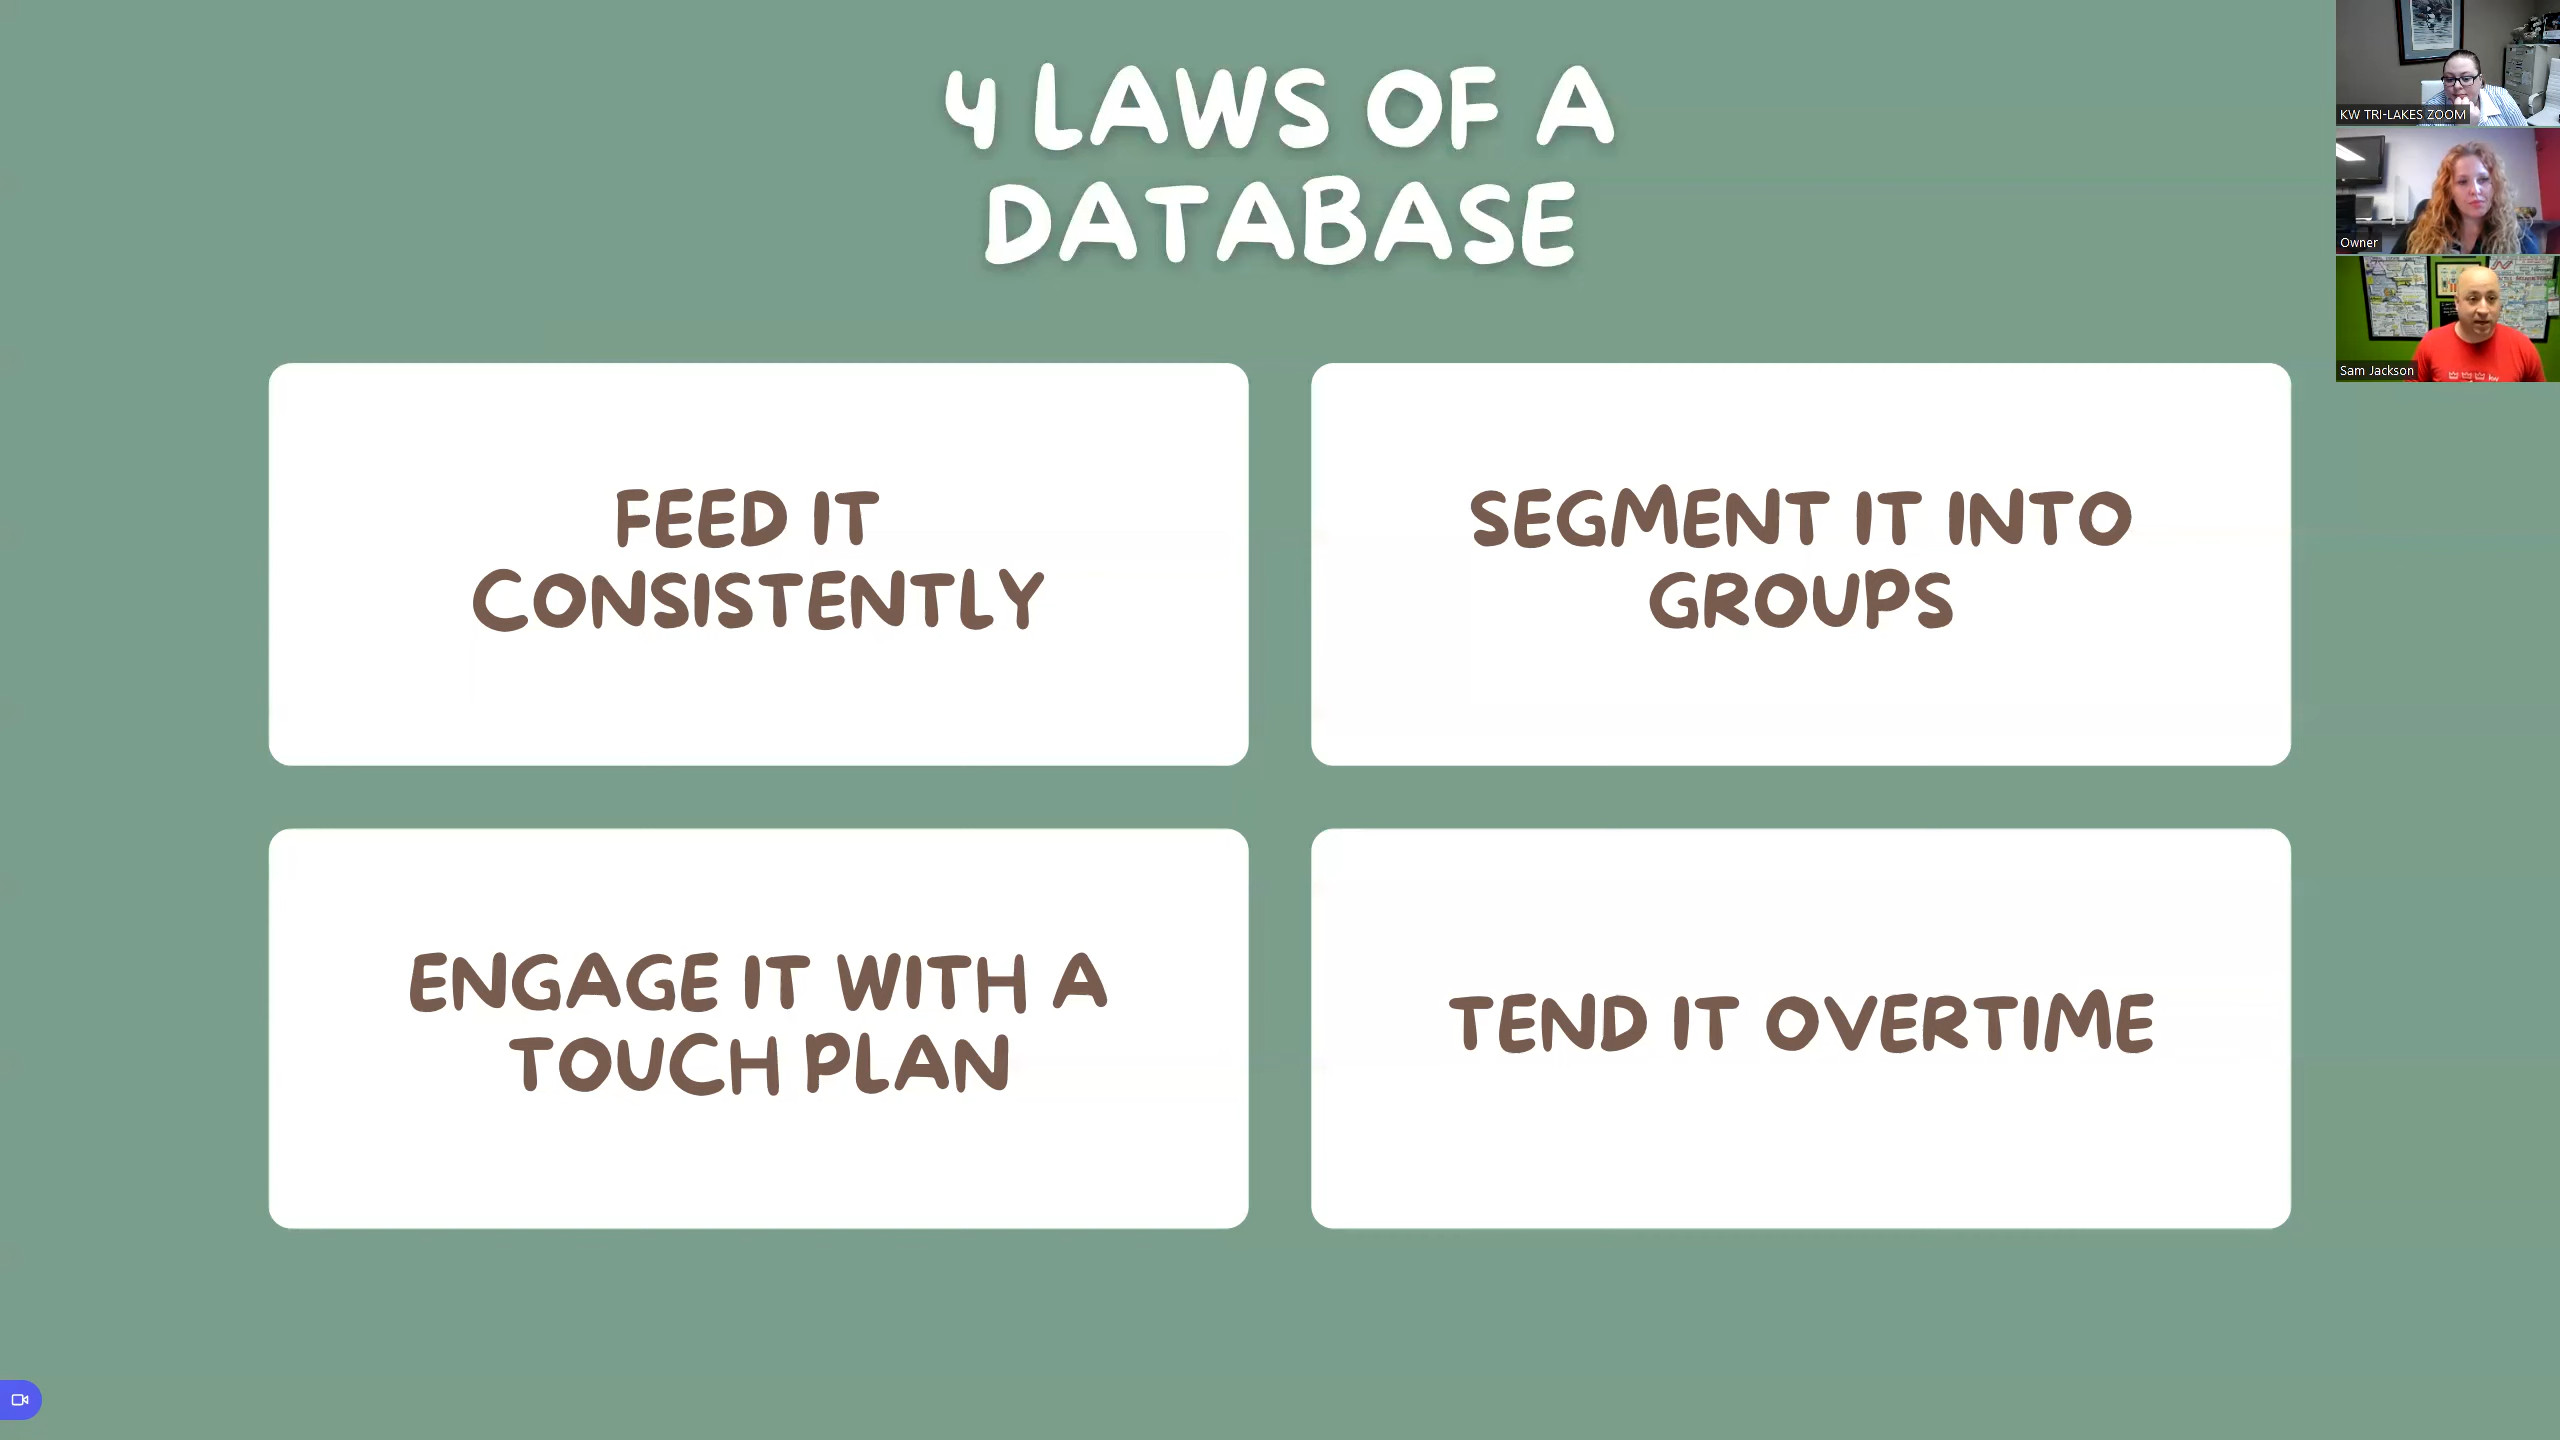 4 LAWS OF A
DATABASE
FEED IT
CONSISTENTLY
SEGMENT IT INTO
GROUPS
ENGAGE IT WITH A
TOUCH PLAN
TEND IT OVERTIME
KW TRI-LAKES ZOOM
Owner
Sam Jackson
kw